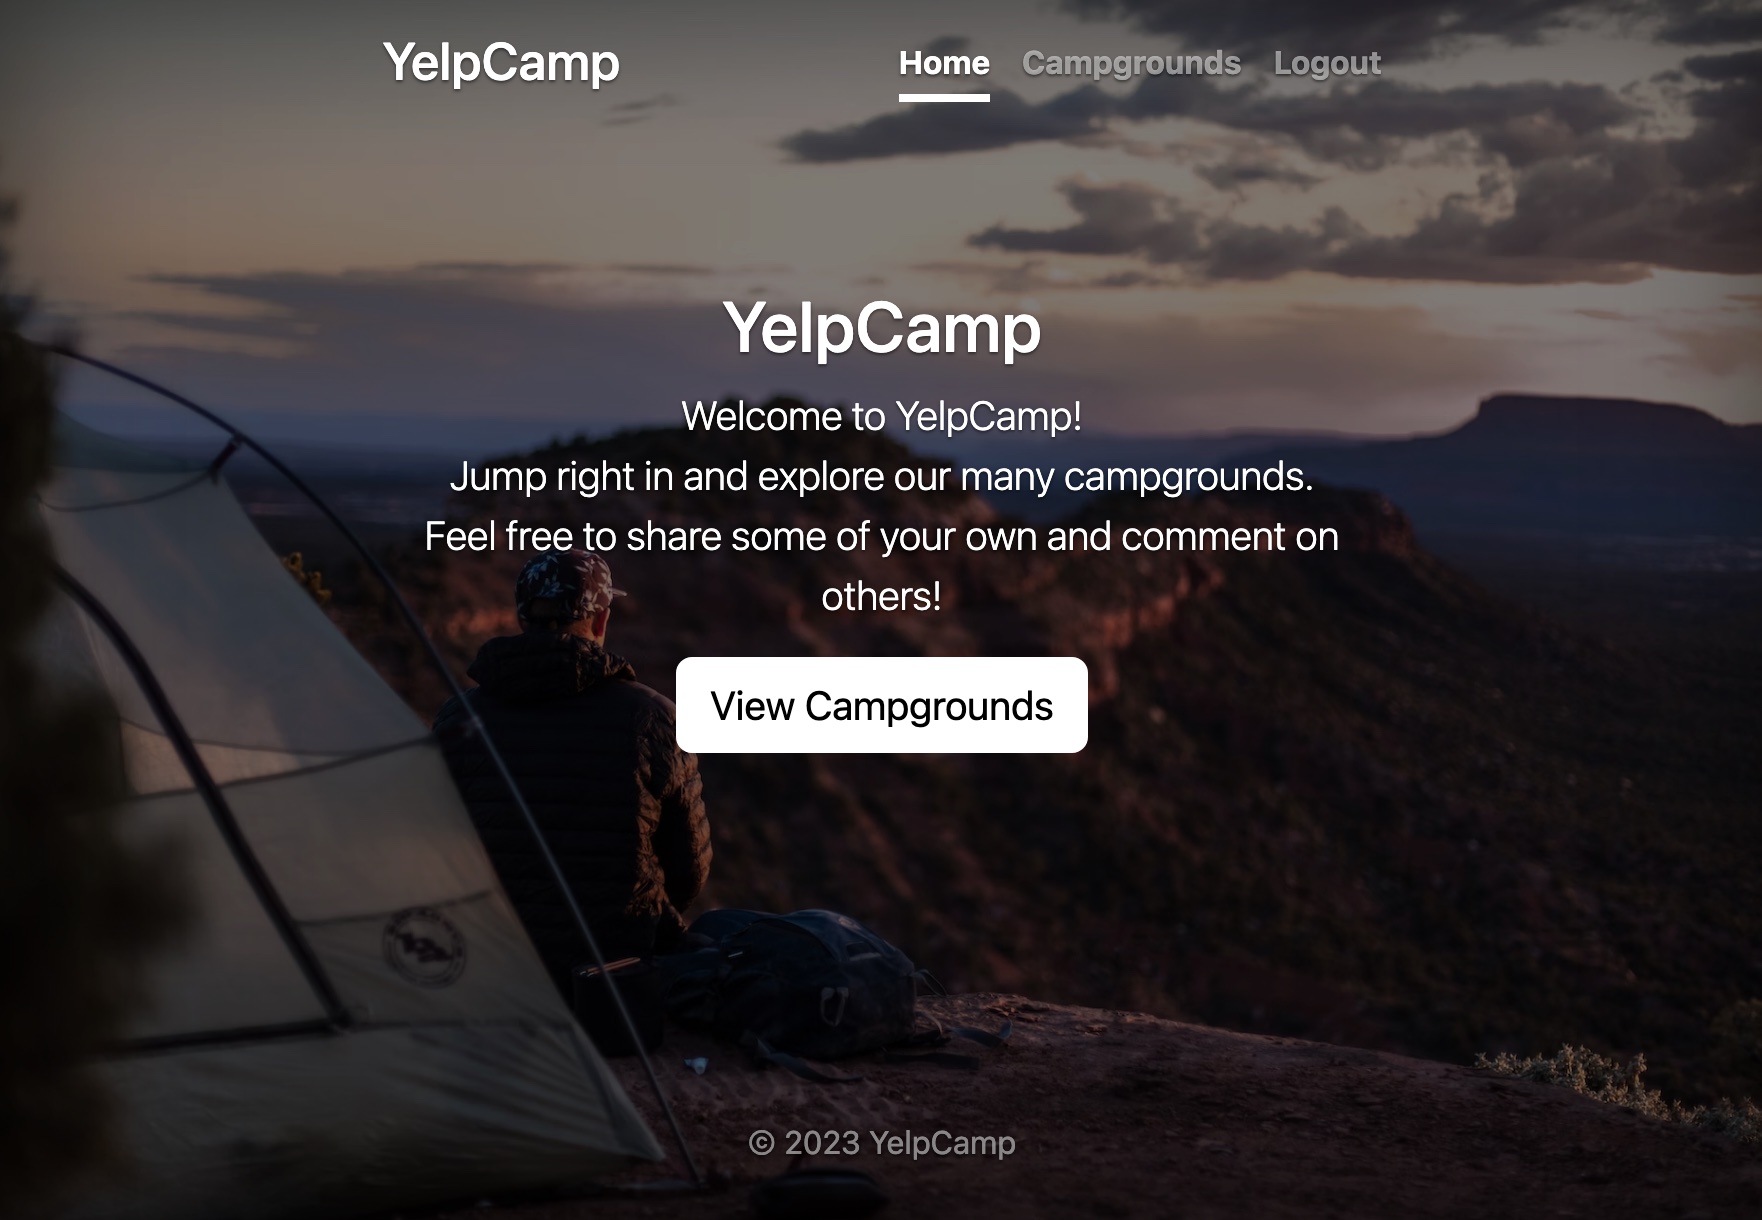 YelpCamp
Home Campgrounds Logout
YelpCamp
Welcome to YelpCamp!
Jump right in and explore our many campgrounds.
Feel free to share some of your own and comment on
others!
View Campgrounds
© 2023 YelpCamp